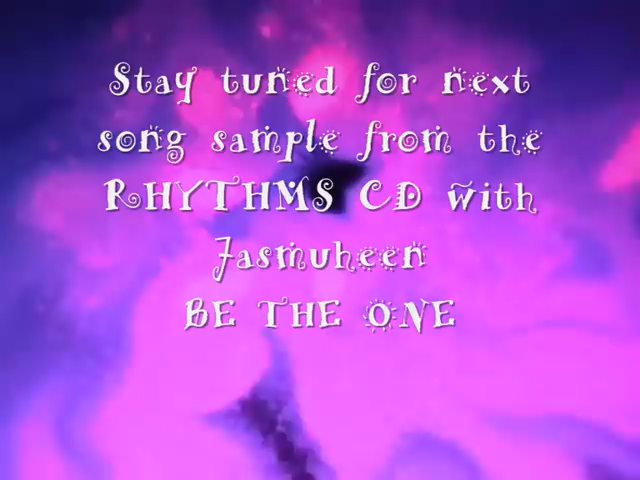 Stay tuned for next
song sample from the
RHYTHMS CD with
Jasmuheen
BE THE ONE